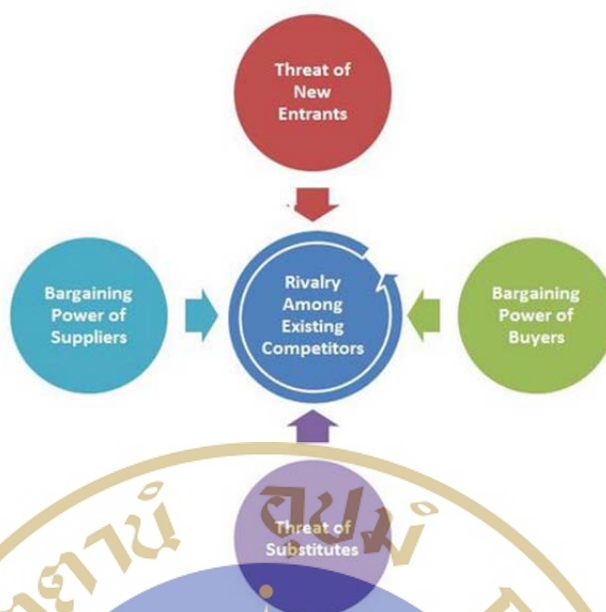 Threat of
New
Entrants
Bargaining
Power of
Suppliers
Rivalry
Among
Existing
Competitors
Bargaining
Power of
Buyers
Threat of
Substitutes